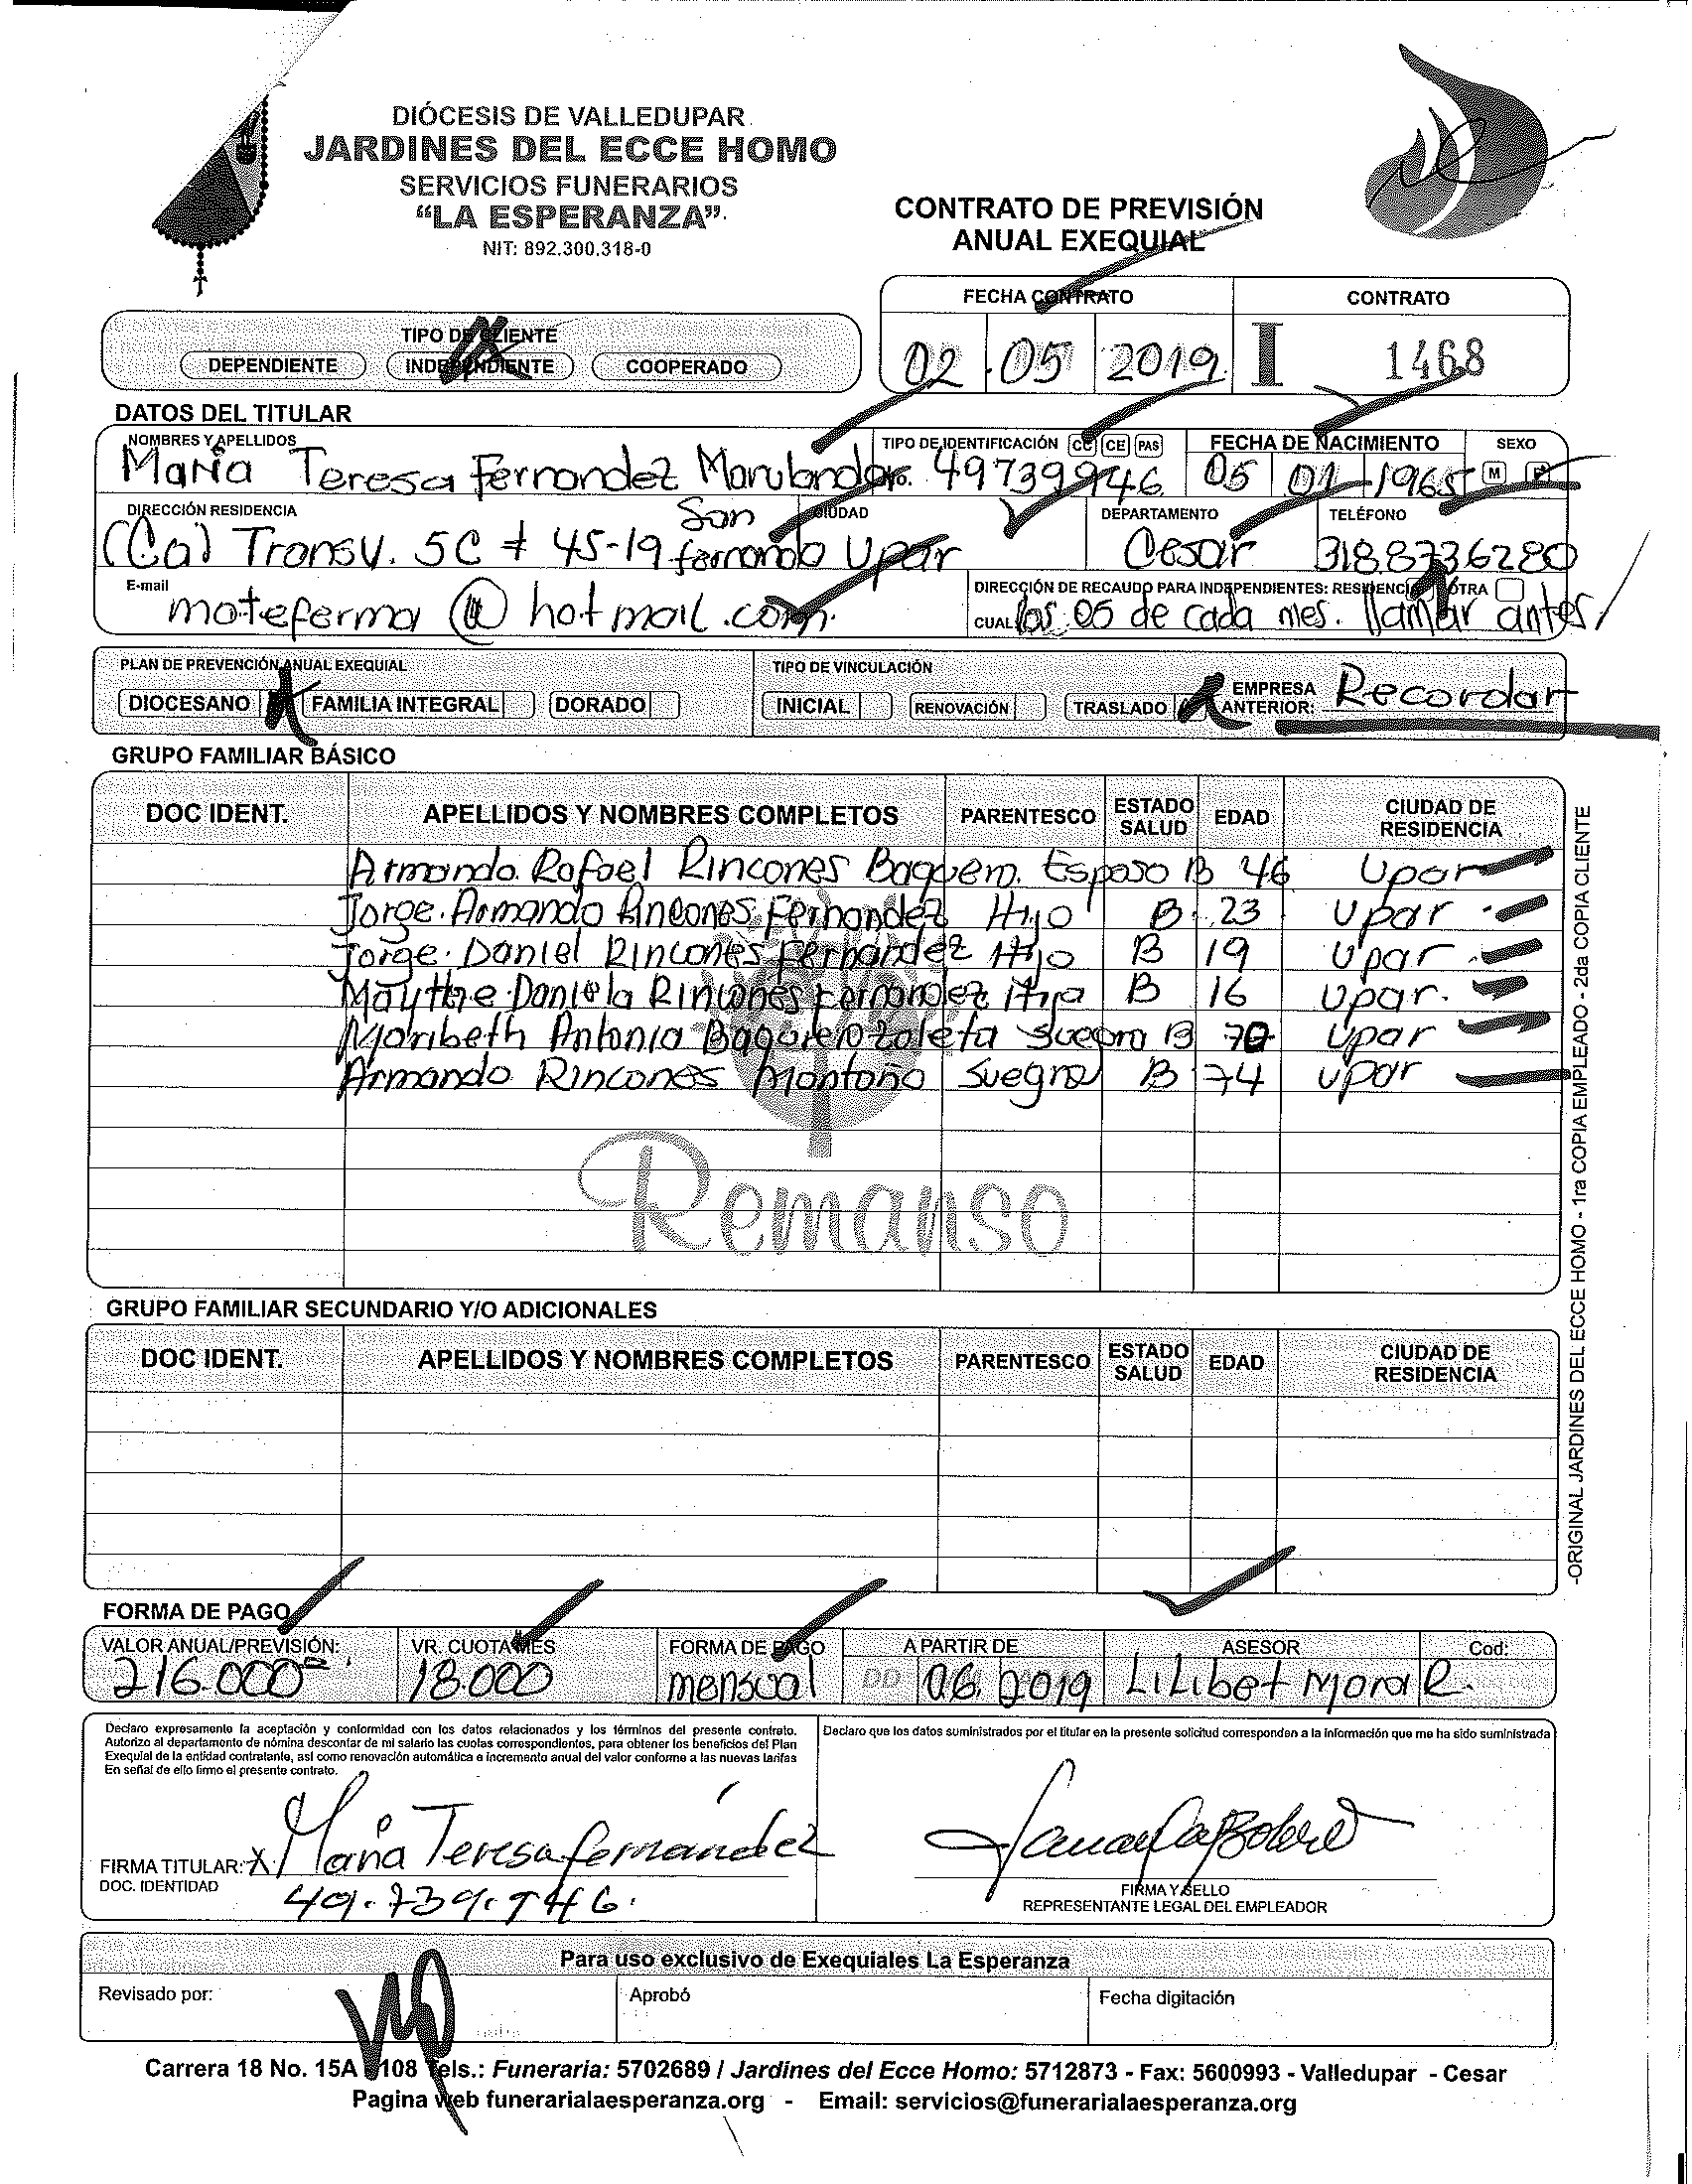 DIÓCESIS DE VALLEDUPAR
JARDINES DEL ECCE HOMO
SERVICIOS FUNERARIOS
“LA ESPERANZA”
NIT: 892.300.318-0
CONTRATO DE PREVISIÓN
ANUAL EXEQUIAL
FECHA CONTRATO CONTRATO
02 05 2019 I 1468
TIPO DE CLIENTE
DEPENDIENTE INDEPENDIENTE COOPERADO
DATOS DEL TITULAR
NOMBRES Y APELLIDOS TIPO DE IDENTIFICACIÓN CC CE PAS FECHA DE NACIMIENTO SEXO
Maria Teresa Fernandez Marulanda No. 49739946 05 01 1965 M F
DIRECCIÓN RESIDENCIA CIUDAD DEPARTAMENTO TELÉFONO
(Ca) Transv. 5C # 45-19 San fernando Upar Cesar 3188736280
E-mail DIRECCIÓN DE RECAUDO PARA INDEPENDIENTES: RESIDENCIA OTRA
mateferma @ hotmail.com. CUAL los 05 de cada mes. llamar antes
PLAN DE PREVENCIÓN ANUAL EXEQUIAL TIPO DE VINCULACIÓN
DIOCESANO FAMILIA INTEGRAL DORADO INICIAL RENOVACIÓN TRASLADO EMPRESA ANTERIOR: Recordar
GRUPO FAMILIAR BÁSICO
DOC IDENT. APELLIDOS Y NOMBRES COMPLETOS PARENTESCO ESTADO SALUD EDAD CIUDAD DE RESIDENCIA
Armando Rafael Rincones Baquero. Esposo B 46 Upar
Jorge Armando Rincones Fernandez Hijo B 23 Upar
Jorge Daniel Rincones Fernandez Hijo B 19 Upar
Maythe Daniela Rincones Fernandez Hija B 16 Upar.
Maribeth Antonia Baquero zaleta Suegra B 70 Upar
Armando Rincones Montaño Suegro B 74 Upar
Remanso
GRUPO FAMILIAR SECUNDARIO Y/O ADICIONALES
DOC IDENT. APELLIDOS Y NOMBRES COMPLETOS PARENTESCO ESTADO SALUD EDAD CIUDAD DE RESIDENCIA
-ORIGINAL JARDINES DEL ECCE HOMO - 1ra COPIA EMPLEADO - 2da COPIA CLIENTE
FORMA DE PAGO
VALOR ANUAL/PREVISIÓN: VR. CUOTA MES FORMA DE PAGO A PARTIR DE ASESOR Cod:
216.000 18.000 mensual DD 06 2019 Lilibet Mora R.
Declaro expresamente la aceptación y conformidad con los datos relacionados y los términos del presente contrato.
Autorizo al departamento de nómina descontar de mi salario las cuotas correspondientes, para obtener los beneficios del Plan
Exequial de la entidad contratante, así como renovación automática e incremento anual del valor conforme a las nuevas tarifas
En señal de ello firmo el presente contrato.
Declaro que los datos suministrados por el titular en la presente solicitud corresponden a la información que me ha sido suministrada
FIRMA TITULAR: X Maria Teresa fernandez
DOC. IDENTIDAD 49.739.946.
FIRMA Y SELLO
REPRESENTANTE LEGAL DEL EMPLEADOR
Para uso exclusivo de Exequiales La Esperanza
Revisado por: Aprobó Fecha digitación
Carrera 18 No. 15A 108 Tels.: Funeraria: 5702689 / Jardines del Ecce Homo: 5712873 - Fax: 5600993 - Valledupar - Cesar
Pagina web funerarialaesperanza.org - Email: servicios@funerarialaesperanza.org